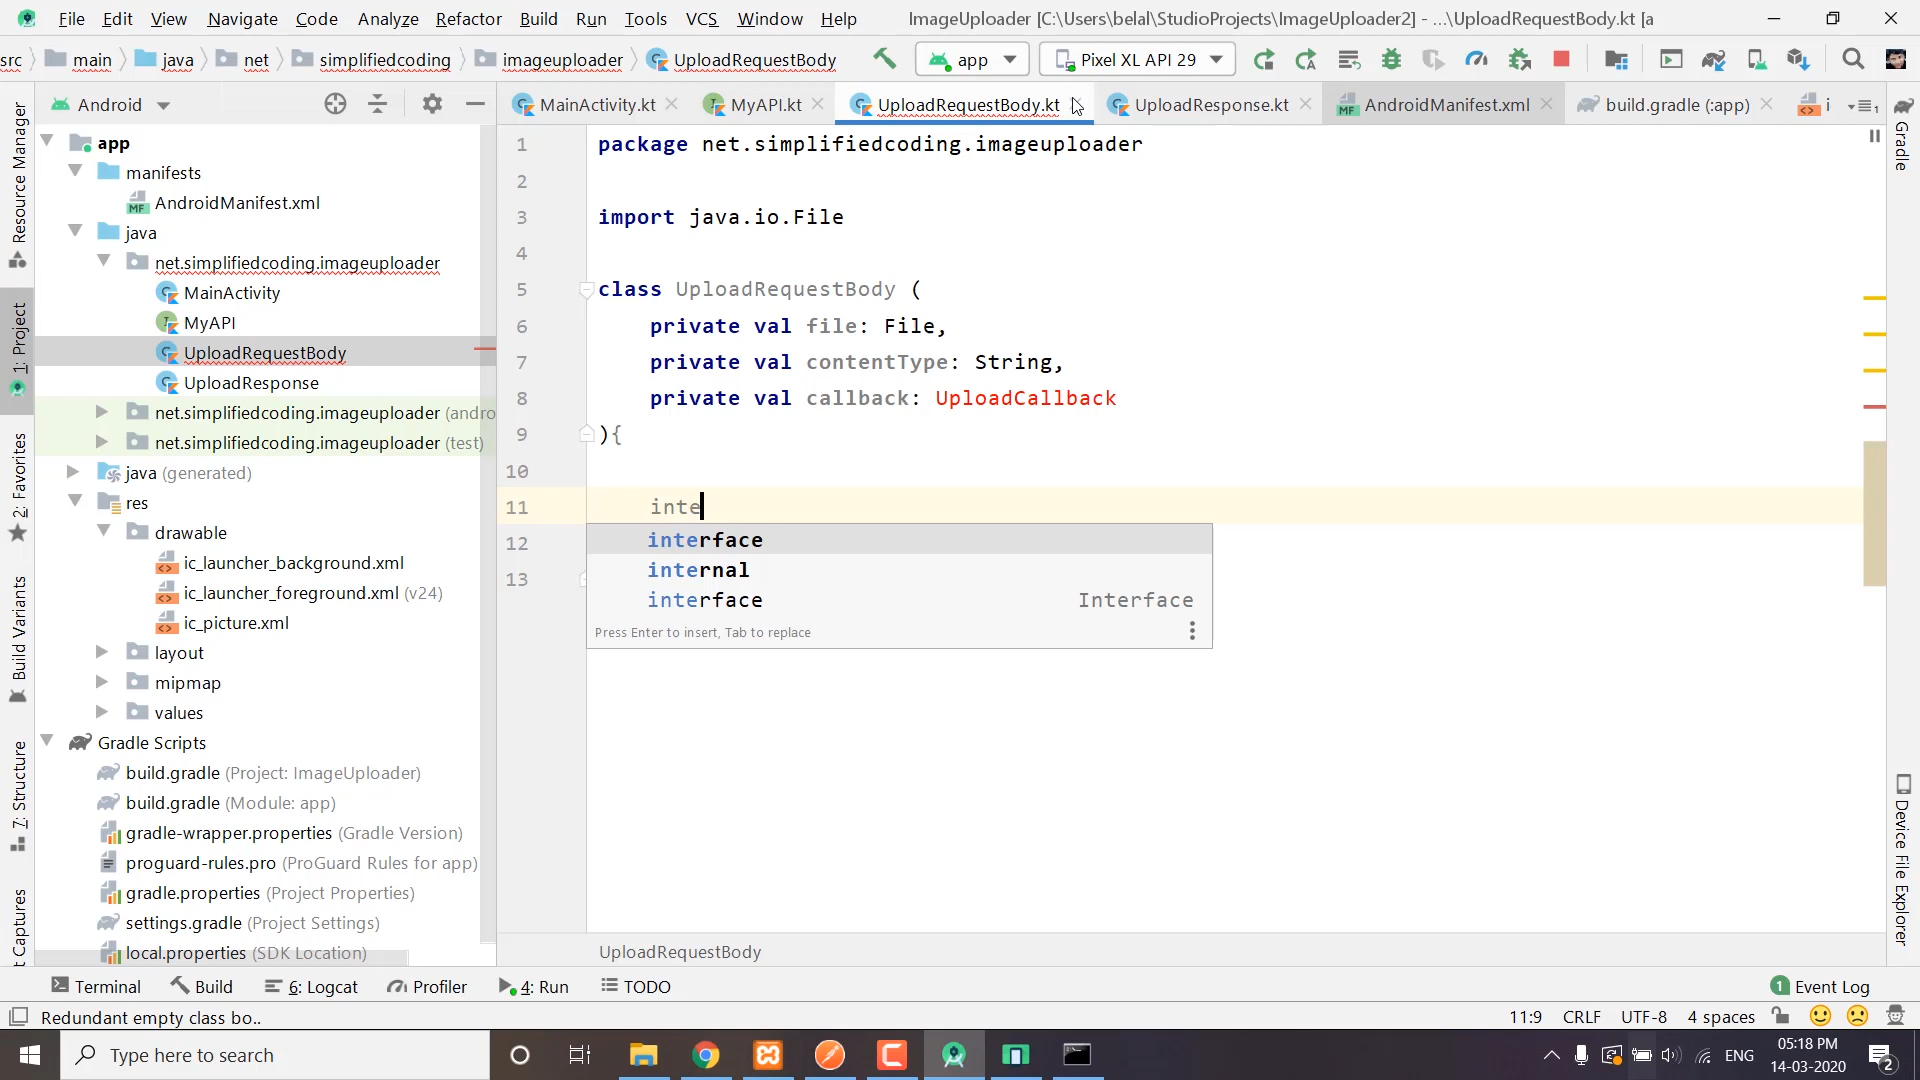 File Edit View Navigate Code Analyze Refactor Build Run Tools VCS Window Help ImageUploader [C:\Users\belal\StudioProjects\ImageUploader2] - ...\UploadRequestBody.kt [a
src main java net simplifiedcoding imageuploader UploadRequestBody app Pixel XL API 29
Android MainActivity.kt MyAPI.kt UploadRequestBody.kt UploadResponse.kt AndroidManifest.xml build.gradle (:app) i
Resource Manager
1: Project
2: Favorites
Build Variants
7: Structure
t Captures
app
manifests
AndroidManifest.xml
java
net.simplifiedcoding.imageuploader
MainActivity
MyAPI
UploadRequestBody
UploadResponse
net.simplifiedcoding.imageuploader (andro
net.simplifiedcoding.imageuploader (test)
java (generated)
res
drawable
ic_launcher_background.xml
ic_launcher_foreground.xml (v24)
ic_picture.xml
layout
mipmap
values
Gradle Scripts
build.gradle (Project: ImageUploader)
build.gradle (Module: app)
gradle-wrapper.properties (Gradle Version)
proguard-rules.pro (ProGuard Rules for app)
gradle.properties (Project Properties)
settings.gradle (Project Settings)
local.properties (SDK Location)
1 package net.simplifiedcoding.imageuploader
2
3 import java.io.File
4
5 class UploadRequestBody (
6 private val file: File,
7 private val contentType: String,
8 private val callback: UploadCallback
9 ){
10
11 inte
12
13
interface
internal
interface Interface
Press Enter to insert, Tab to replace
UploadRequestBody
Gradle
Device File Explorer
Terminal Build 6: Logcat Profiler 4: Run TODO 1 Event Log
Redundant empty class bo.. 11:9 CRLF UTF-8 4 spaces
Type here to search ENG 05:18 PM
14-03-2020 2